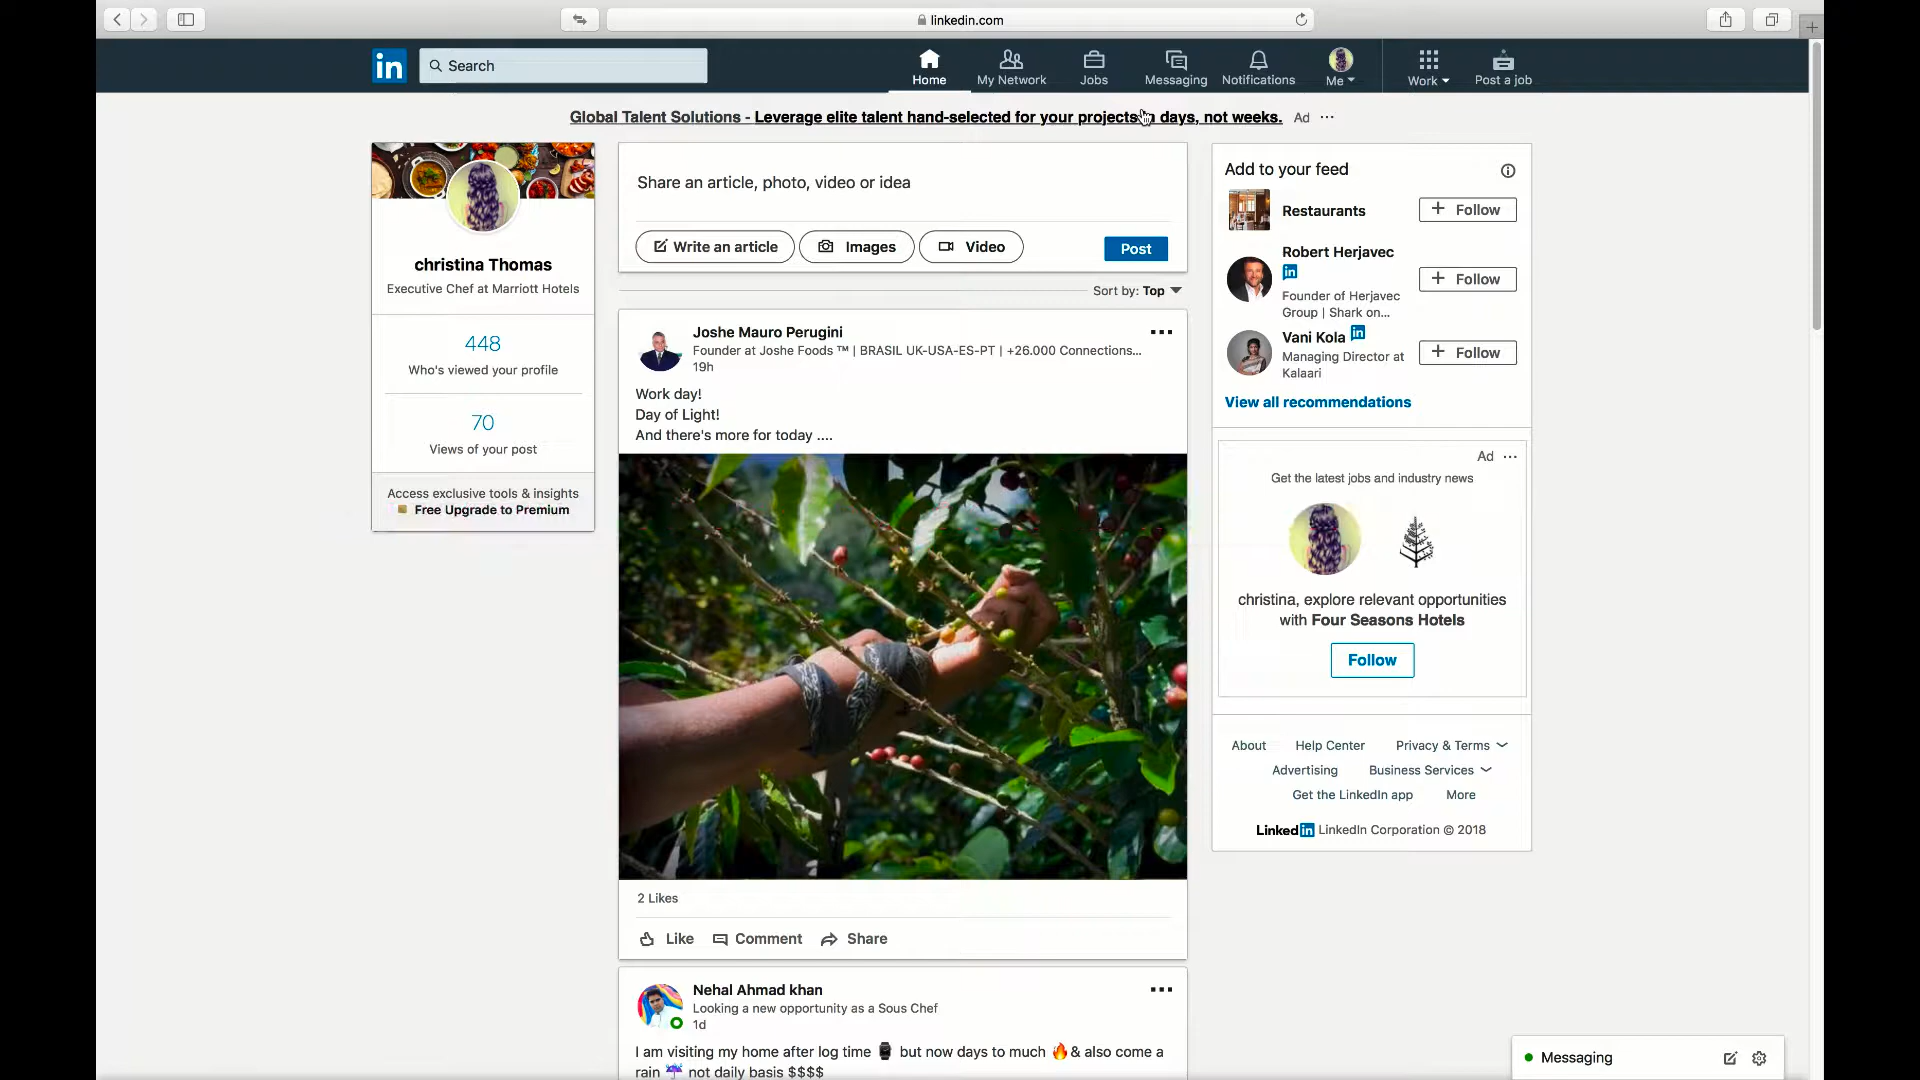 linkedin.com
in
Search
Home
My Network
Jobs
Messaging
Notifications
Me
Work
Post a job
Global Talent Solutions - Leverage elite talent hand-selected for your projects in days, not weeks. Ad ...
christina Thomas
Executive Chef at Marriott Hotels
448
Who's viewed your profile
70
Views of your post
Access exclusive tools & insights
Free Upgrade to Premium
Share an article, photo, video or idea
Write an article
Images
Video
Post
Sort by: Top
Joshe Mauro Perugini
Founder at Joshe Foods ™ | BRASIL UK-USA-ES-PT | +26.000 Connections...
19h
Work day!
Day of Light!
And there's more for today ....
2 Likes
Like
Comment
Share
Nehal Ahmad khan
Looking a new opportunity as a Sous Chef
1d
I am visiting my home after log time ⌚ but now days to much 🔥& also come a
rain ☔ not daily basis $$$$
Add to your feed
Restaurants
+ Follow
Robert Herjavec
in
Founder of Herjavec
Group | Shark on...
+ Follow
Vani Kola in
Managing Director at
Kalaari
+ Follow
View all recommendations
Ad ...
Get the latest jobs and industry news
christina, explore relevant opportunities
with Four Seasons Hotels
Follow
About Help Center Privacy & Terms
Advertising Business Services
Get the LinkedIn app More
Linked in LinkedIn Corporation © 2018
Messaging